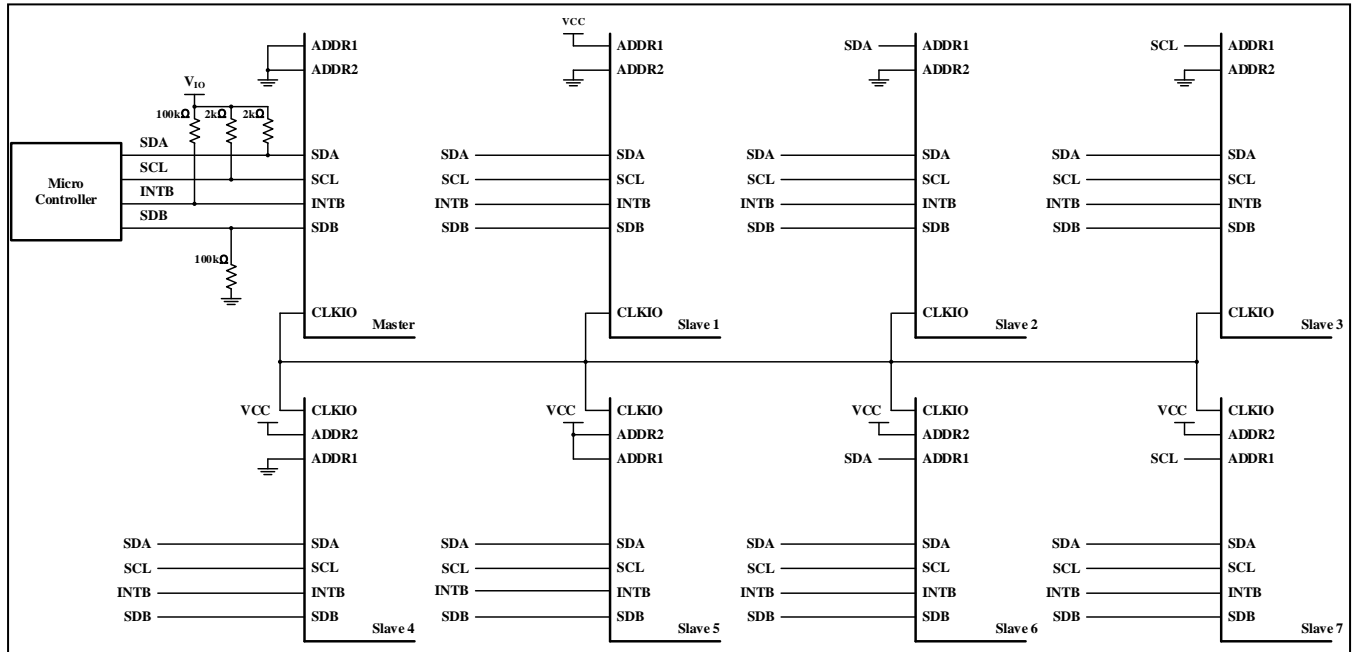 ADDR1
ADDR2
V_IO
100kΩ
2kΩ
2kΩ
SDA
SCL
INTB
SDB
Micro
Controller
100kΩ
SDA
SCL
INTB
SDB
CLKIO
Master
VCC
ADDR1
ADDR2
SDA SDA
SCL SCL
INTB INTB
SDB SDB
CLKIO
Slave 1
SDA ADDR1
ADDR2
SDA SDA
SCL SCL
INTB INTB
SDB SDB
CLKIO
Slave 2
SCL ADDR1
ADDR2
SDA SDA
SCL SCL
INTB INTB
SDB SDB
CLKIO
Slave 3
VCC CLKIO
ADDR2
ADDR1
SDA SDA
SCL SCL
INTB INTB
SDB SDB
Slave 4
VCC CLKIO
ADDR2
ADDR1
SDA SDA
SCL SCL
INTB INTB
SDB SDB
Slave 5
VCC CLKIO
ADDR2
SDA ADDR1
SDA SDA
SCL SCL
INTB INTB
SDB SDB
Slave 6
VCC CLKIO
ADDR2
SCL ADDR1
SDA SDA
SCL SCL
INTB INTB
SDB SDB
Slave 7